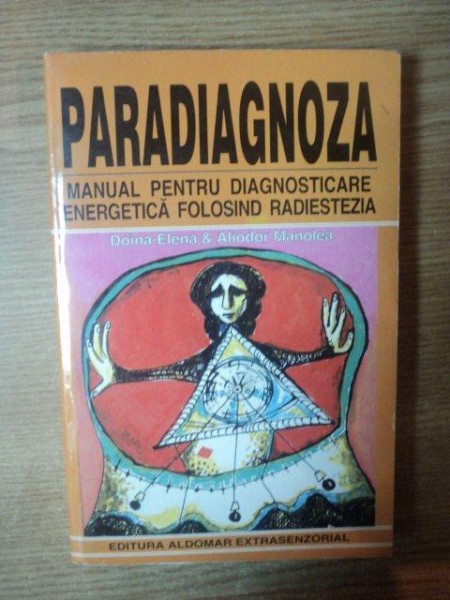 PARADIAGNOZA
MANUAL PENTRU DIAGNOSTICARE
ENERGETICĂ FOLOSIND RADIESTEZIA
Doina-Elena & Aliodor Manolea
EDITURA ALDOMAR EXTRASENZORIAL